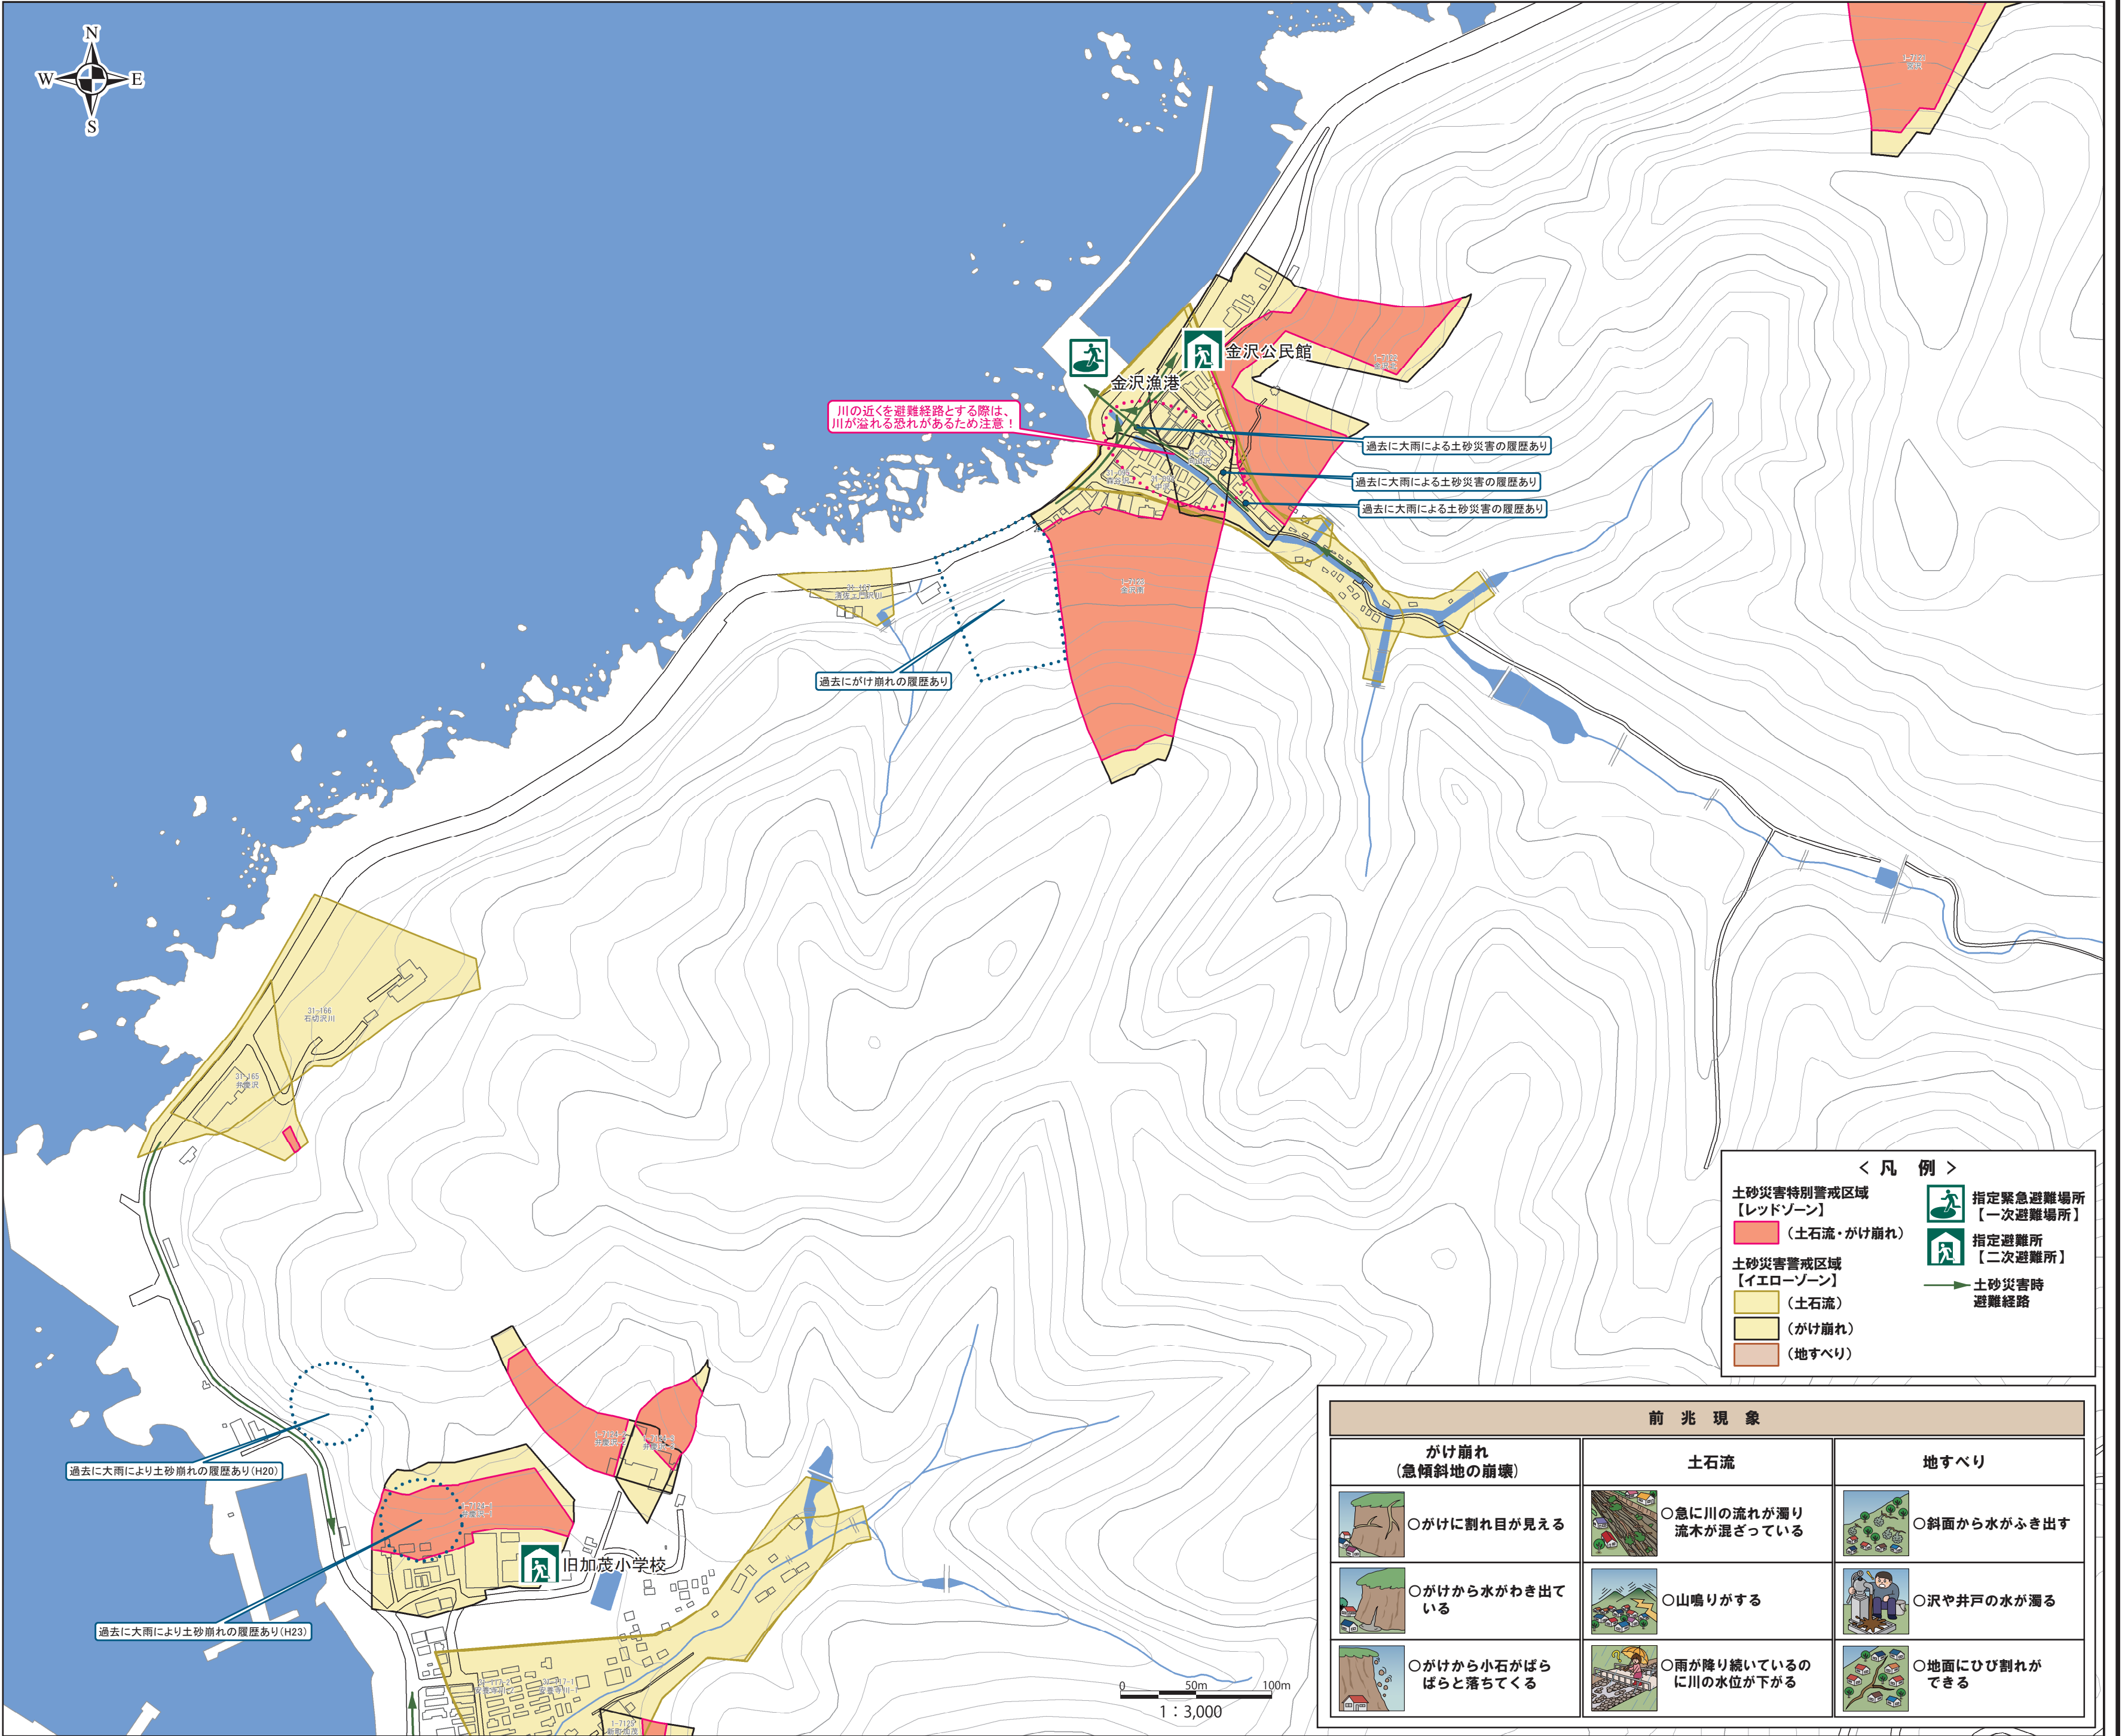 N
W E
S
1-7121
金沢公民館
金沢漁港
川の近くを避難経路とする際は、
川が溢れる恐れがあるため注意！
過去に大雨による土砂災害の履歴あり
過去に大雨による土砂災害の履歴あり
過去に大雨による土砂災害の履歴あり
1-7123
金沢南
31-167
過去にがけ崩れの履歴あり
31-166
石切沢川
31-165
弁慶沢
過去に大雨により土砂崩れの履歴あり(H20)
過去に大雨により土砂崩れの履歴あり(H23)
旧加茂小学校
1-7125
0 50m 100m
1：3,000
＜ 凡 例 ＞
土砂災害特別警戒区域
【レッドゾーン】
（土石流・がけ崩れ）
土砂災害警戒区域
【イエローゾーン】
（土石流）
（がけ崩れ）
（地すべり）
指定緊急避難場所
【一次避難場所】
指定避難所
【二次避難所】
土砂災害時
避難経路
前 兆 現 象
がけ崩れ
（急傾斜地の崩壊）
土石流
地すべり
○がけに割れ目が見える
○急に川の流れが濁り
流木が混ざっている
○斜面から水がふき出す
○がけから水がわき出て
いる
○山鳴りがする
○沢や井戸の水が濁る
○がけから小石がぱら
ぱらと落ちてくる
○雨が降り続いているの
に川の水位が下がる
○地面にひび割れが
できる